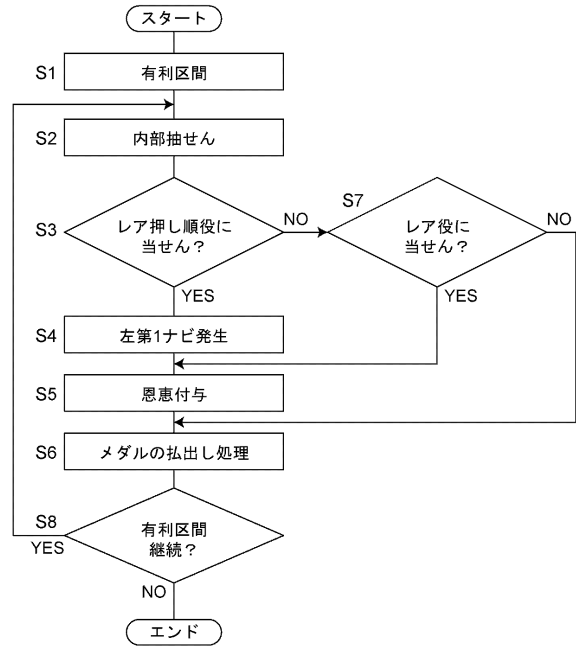 スタート
S1
有利区間
S2
内部抽せん
S3
レア押し順役に
当せん？
NO
YES
S7
レア役に
当せん？
NO
YES
S4
左第1ナビ発生
S5
恩恵付与
S6
メダルの払出し処理
S8
有利区間
継続？
YES
NO
エンド